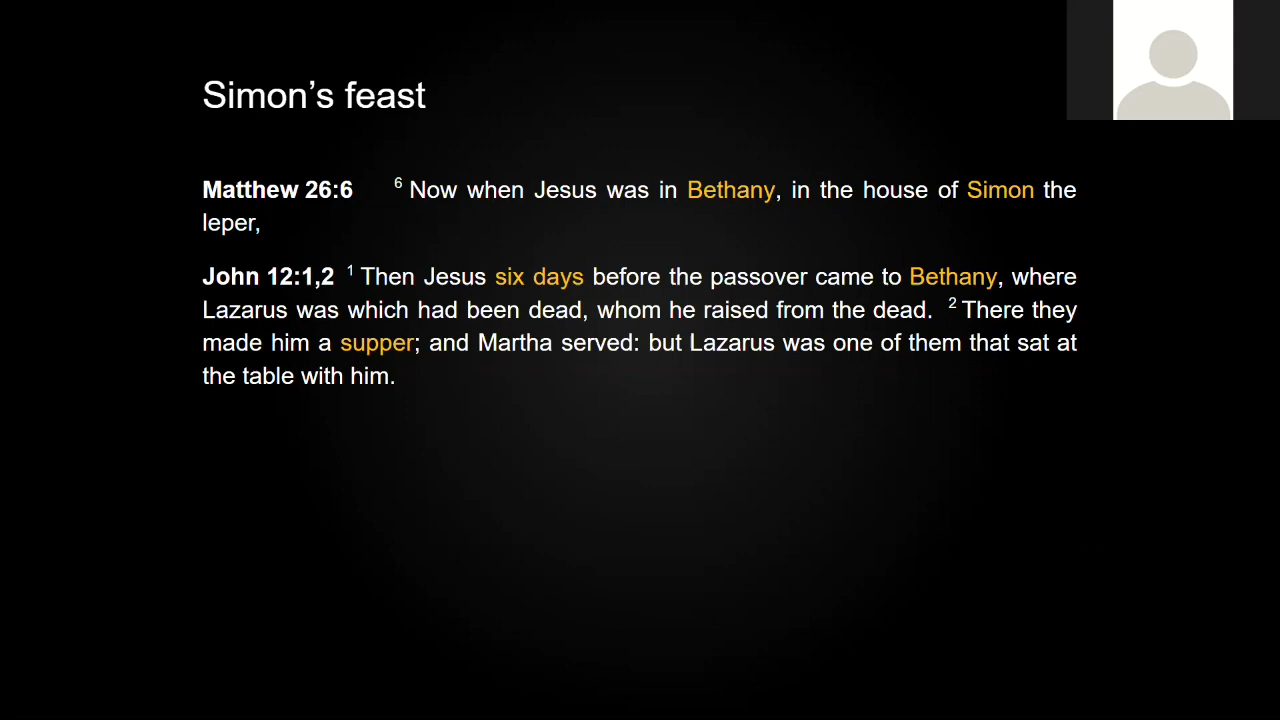 Simon’s feast
Matthew 26:6 ⁶ Now when Jesus was in Bethany, in the house of Simon the
leper,
John 12:1,2 ¹ Then Jesus six days before the passover came to Bethany, where
Lazarus was which had been dead, whom he raised from the dead. ² There they
made him a supper; and Martha served: but Lazarus was one of them that sat at
the table with him.